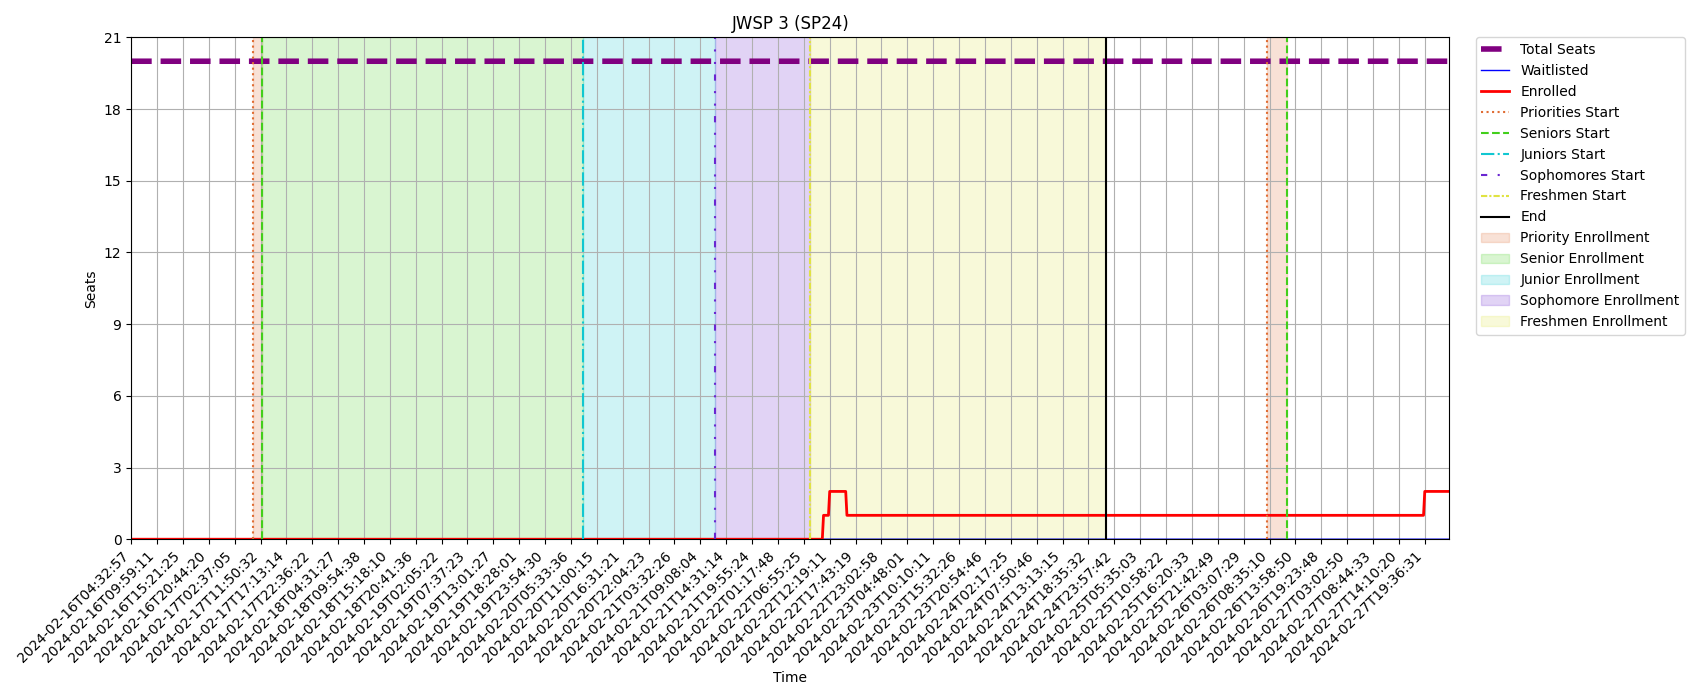 JWSP 3 (SP24)
21
18
15
12
9
6
3
0
Seats
2024-02-16T04:32:57
2024-02-16T09:59:11
2024-02-16T15:21:25
2024-02-16T20:44:20
2024-02-17T02:37:05
2024-02-17T11:50:32
2024-02-17T17:13:14
2024-02-17T22:36:22
2024-02-18T04:31:27
2024-02-18T09:54:38
2024-02-18T15:18:10
2024-02-18T20:41:36
2024-02-19T02:05:22
2024-02-19T07:37:23
2024-02-19T13:01:27
2024-02-19T18:28:01
2024-02-19T23:54:30
2024-02-20T05:33:36
2024-02-20T11:00:15
2024-02-20T16:31:21
2024-02-20T22:04:23
2024-02-21T03:32:26
2024-02-21T09:08:04
2024-02-21T14:31:14
2024-02-21T19:55:24
2024-02-22T01:17:48
2024-02-22T06:55:25
2024-02-22T12:19:11
2024-02-22T17:43:19
2024-02-22T23:02:58
2024-02-23T04:48:01
2024-02-23T10:10:11
2024-02-23T15:32:26
2024-02-23T20:54:46
2024-02-24T02:17:25
2024-02-24T07:50:46
2024-02-24T13:13:15
2024-02-24T18:35:32
2024-02-24T23:57:42
2024-02-25T05:35:03
2024-02-25T10:58:22
2024-02-25T16:20:33
2024-02-25T21:42:49
2024-02-26T03:07:29
2024-02-26T08:35:10
2024-02-26T13:58:50
2024-02-26T19:23:48
2024-02-27T03:02:50
2024-02-27T08:44:33
2024-02-27T14:10:20
2024-02-27T19:36:31
Time
Total Seats
Waitlisted
Enrolled
Priorities Start
Seniors Start
Juniors Start
Sophomores Start
Freshmen Start
End
Priority Enrollment
Senior Enrollment
Junior Enrollment
Sophomore Enrollment
Freshmen Enrollment